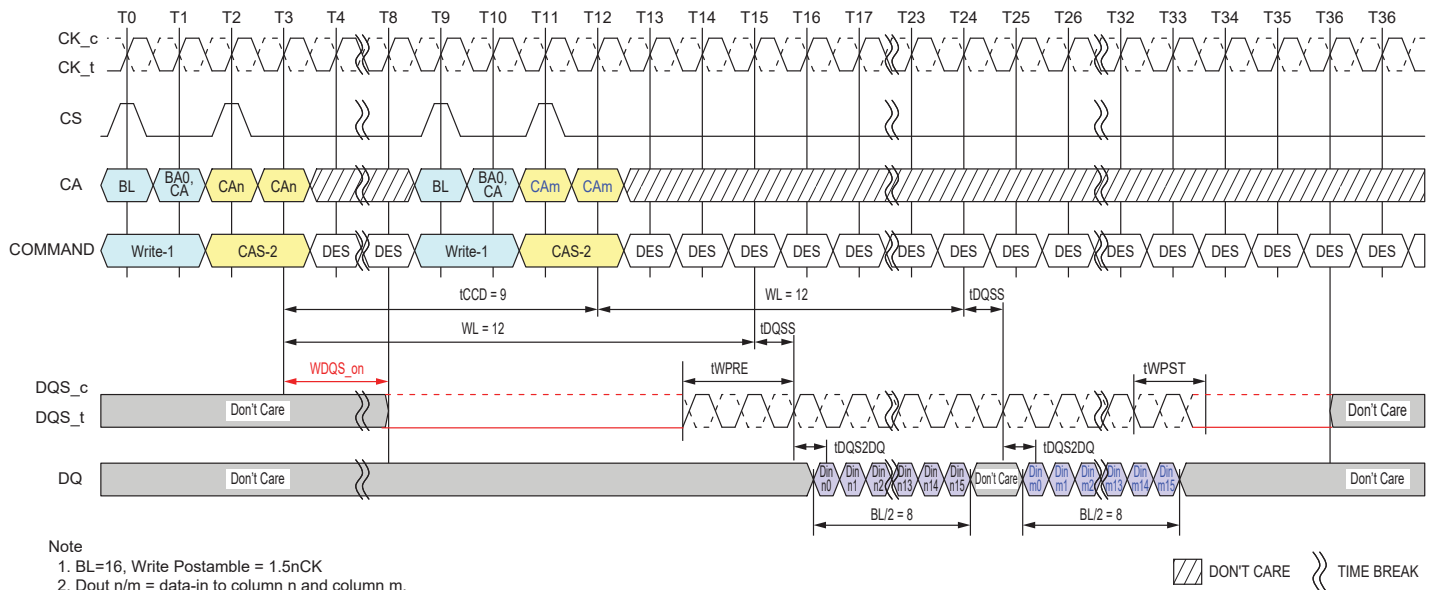 T0 T1 T2 T3 T4 T8 T9 T10 T11 T12 T13 T14 T15 T16 T17 T23 T24 T25 T26 T32 T33 T34 T35 T36 T36
CK_c
CK_t
CS
CA BL BA0, CA CAn CAn BL BA0, CA CAm CAm
COMMAND Write-1 CAS-2 DES DES Write-1 CAS-2 DES DES DES DES DES DES DES DES DES DES DES DES DES DES DES
tCCD = 9 WL = 12 tDQSS
WL = 12 tDQSS
WDQS_on tWPRE tWPST
DQS_c
DQS_t Don't Care Don't Care
tDQS2DQ tDQS2DQ
DQ Don't Care Din n0 Din n1 Din n2 Din n13 Din n14 Din n15 Don't Care Din m0 Din m1 Din m2 Din m13 Din m14 Din m15 Don't Care
BL/2 = 8 BL/2 = 8
Note
1. BL=16, Write Postamble = 1.5nCK
2. Dout n/m = data-in to column n and column m.
DON'T CARE TIME BREAK